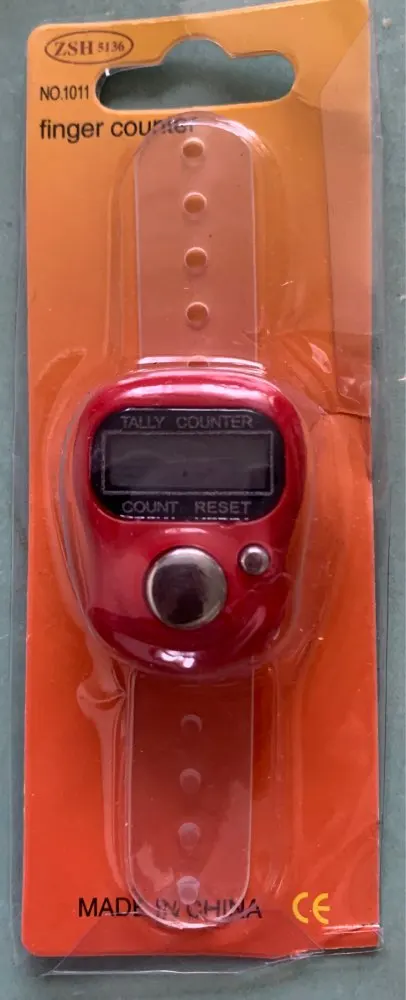 ZSH 5136
NO.1011
finger counter
TALLY COUNTER
COUNT RESET
MADE IN CHINA CE